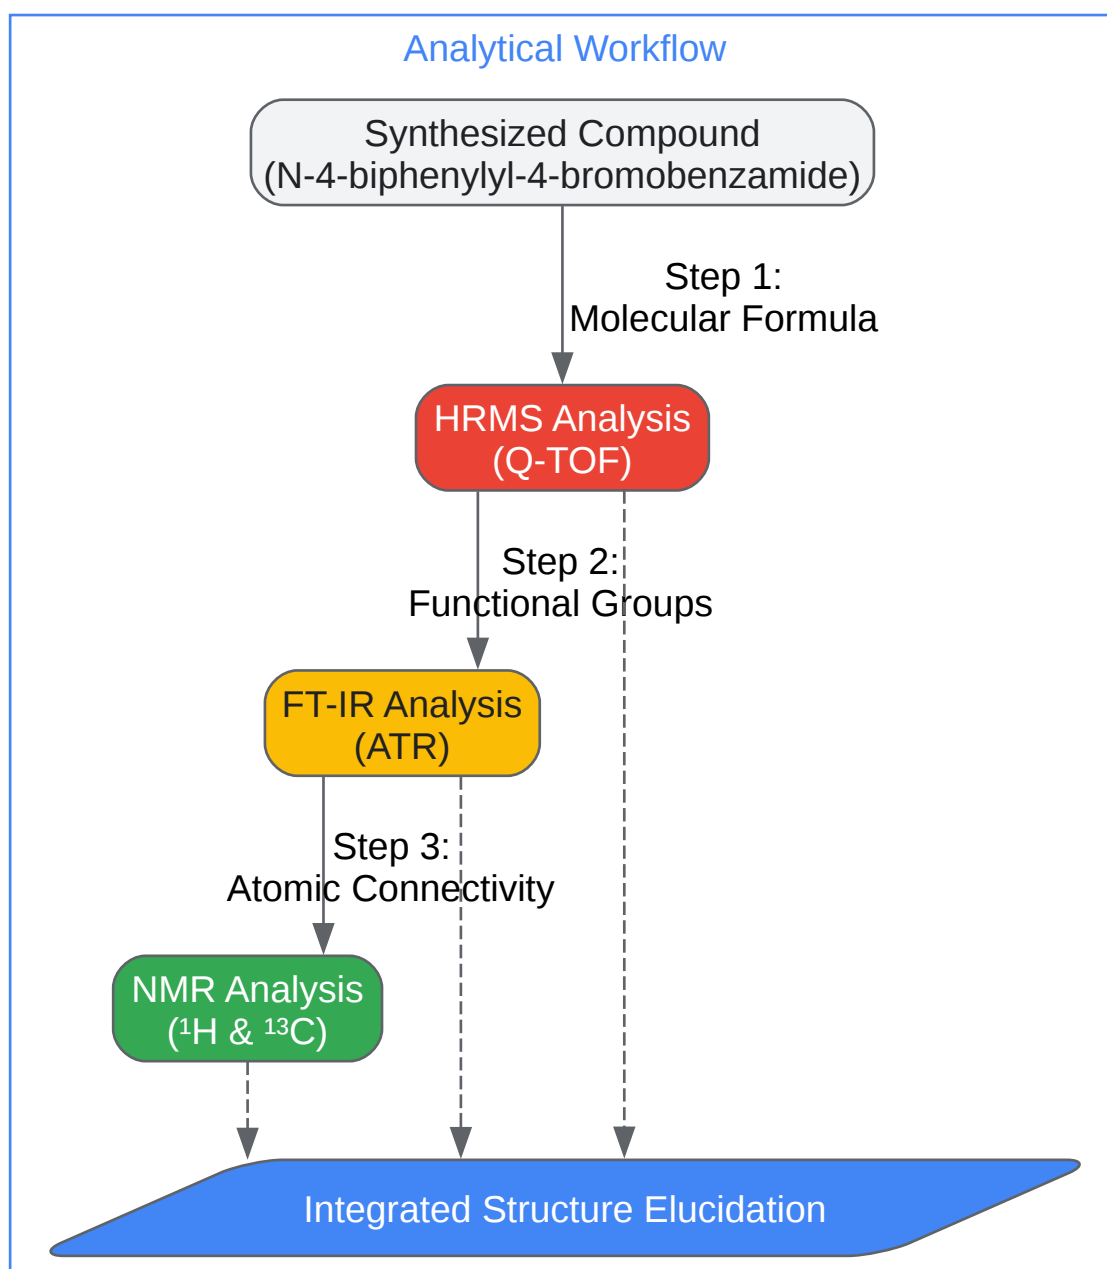 Analytical Workflow
Synthesized Compound
(N-4-biphenylyl-4-bromobenzamide)
Step 1:
Molecular Formula
HRMS Analysis
(Q-TOF)
Step 2:
Functional Groups
FT-IR Analysis
(ATR)
Step 3:
Atomic Connectivity
NMR Analysis
(¹H & ¹³C)
Integrated Structure Elucidation